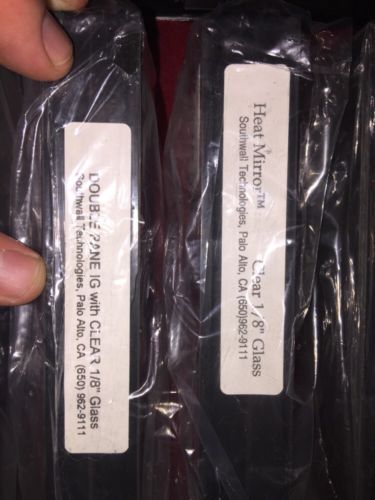 DOUBLE PANE IG with CLEAR 1/8" Glass
Southwall Technologies, Palo Alto, CA (650) 962-9111
Heat Mirror™ Clear 1/8" Glass
Southwall Technologies, Palo Alto, CA (650)962-9111